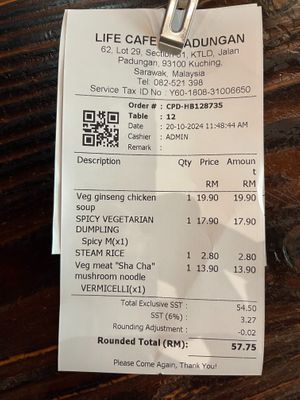 LIFE CAFE PADUNGAN
62, Lot 29, Section 31, KTLD, Jalan
Padungan, 93100 Kuching,
Sarawak, Malaysia
Tel: 082-521 398
Service Tax ID No : Y60-1808-31006650
Order # : CPD-HB128735
Table : 12
Date : 20-10-2024 11:48:44 AM
Cashier : ADMIN
Remark :
Description Qty Price Amount
RM RM
Veg ginseng chicken soup 1 19.90 19.90
SPICY VEGETARIAN DUMPLING 1 17.90 17.90
Spicy M(x1)
STEAM RICE 1 2.80 2.80
Veg meat "Sha Cha" mushroom noodle 1 13.90 13.90
VERMICELLI(x1)
Total Exclusive SST : 54.50
SST (6%) : 3.27
Rounding Adjustment : -0.02
Rounded Total (RM): 57.75
Please Come Again, Thank You!